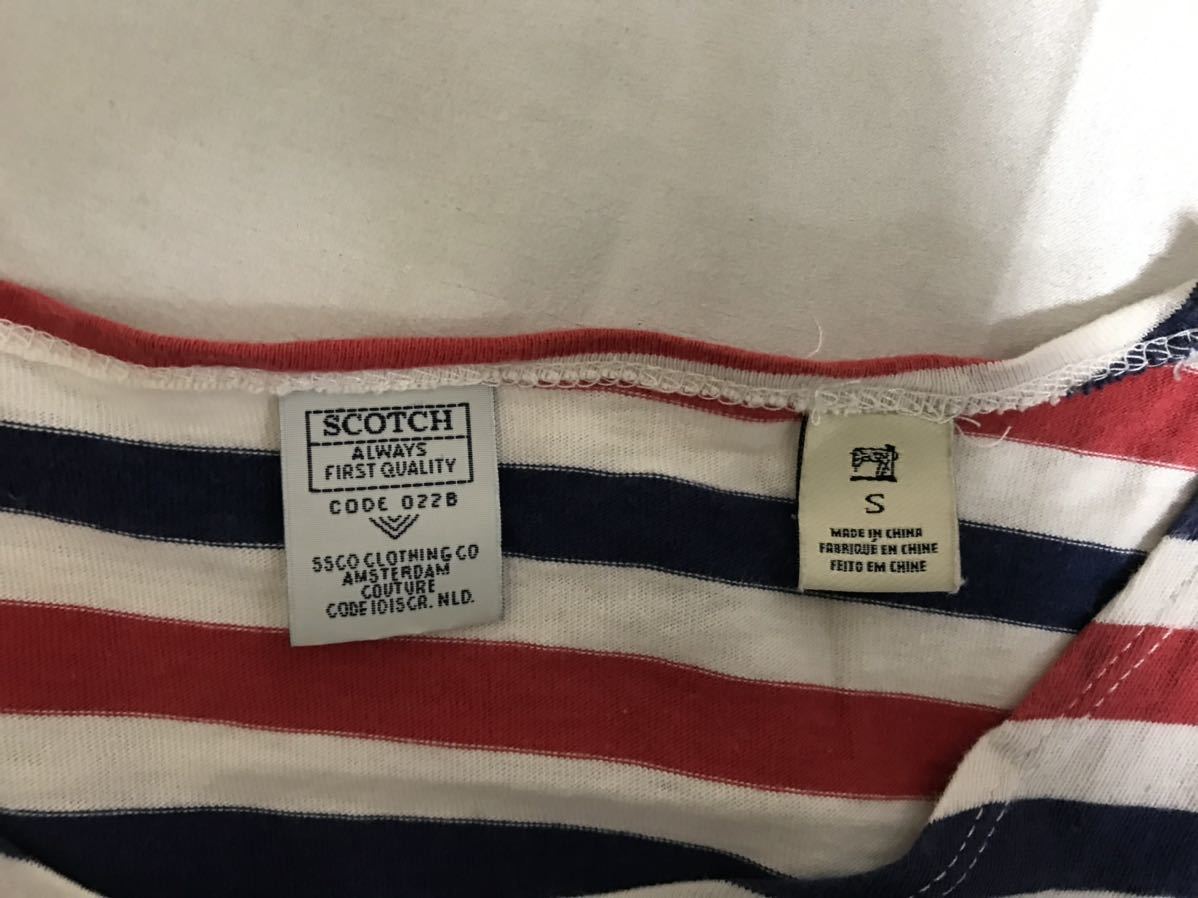 SCOTCH
ALWAYS
FIRST QUALITY
CODE 022B
SSCO CLOTHING CO
AMSTERDAM
COUTURE
CODE 1015CR. NLD.
S
MADE IN CHINA
FABRIQUE EN CHINE
FEITO EM CHINE